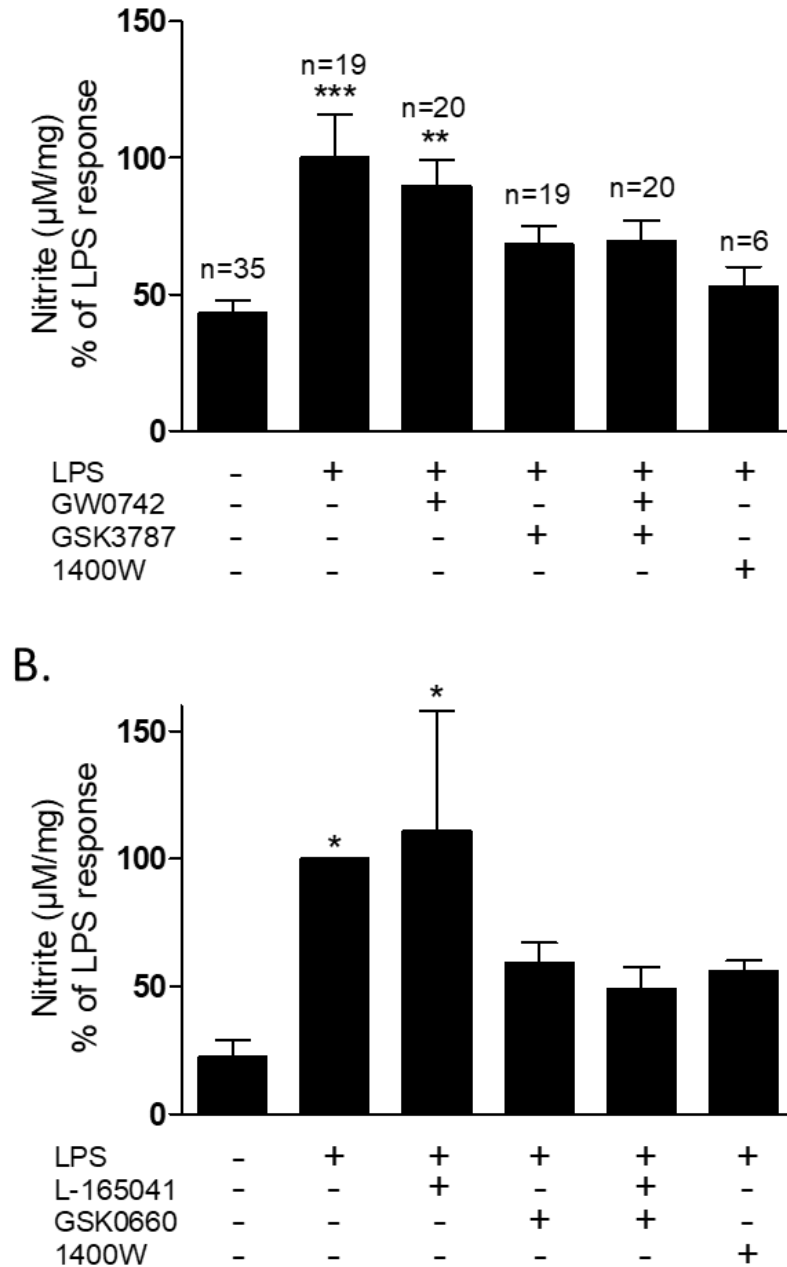 150
n=19
***
n=20
**
100
n=19
n=20
n=6
n=35
50
0
Nitrite (µM/mg)
% of LPS response
LPS - + + + + +
GW0742 - - + - + -
GSK3787 - - - + + -
1400W - - - - - +
B.
*
150
*
100
50
0
Nitrite (µM/mg)
% of LPS response
LPS - + + + + +
L-165041 - - + - + -
GSK0660 - - - + + -
1400W - - - - - +